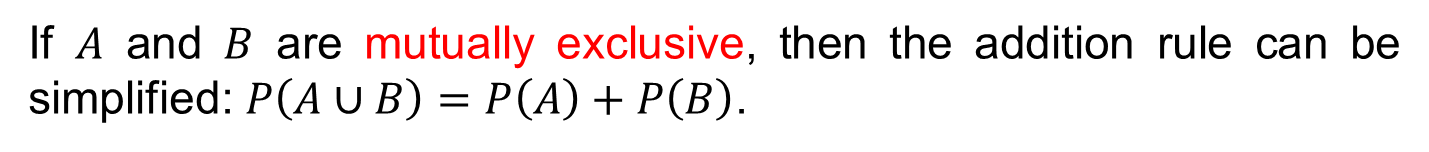 If A and B are mutually exclusive, then the addition rule can be
simplified: P(A ∪ B) = P(A) + P(B).